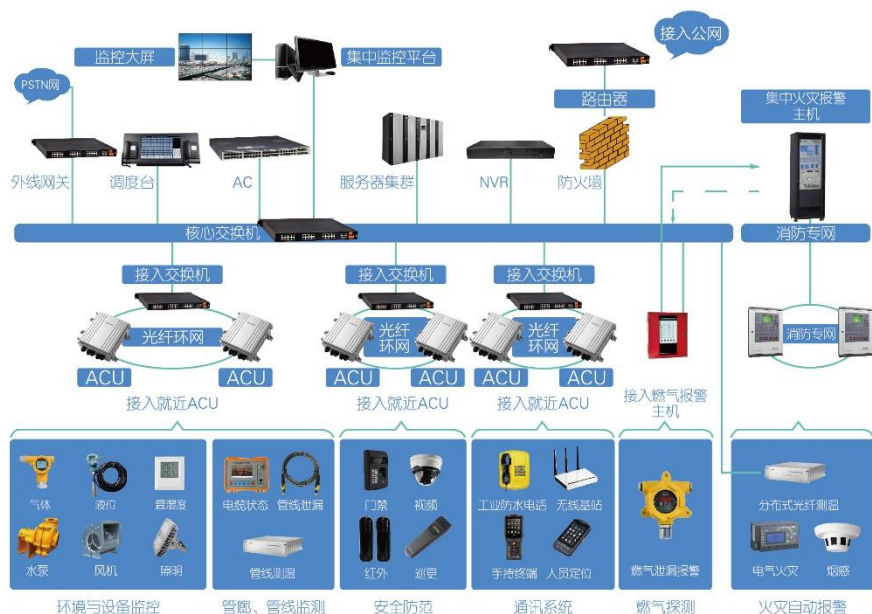 监控大屏
集中监控平台
接入公网
PSTN网
路由器
集中火灾报警
主机
外线网关
调度台
AC
服务器集群
NVR
防火墙
核心交换机
消防专网
接入交换机
接入交换机
接入交换机
光纤环网
光纤
环网
光纤
环网
消防专网
ACU
ACU
ACU
ACU
ACU
ACU
接入就近ACU
接入就近ACU
接入就近ACU
接入燃气报警
主机
气体
液位
温湿度
电缆状态
管线泄漏
门禁
视频
工业防水电话
无线基站
分布式光纤测温
水泵
风机
照明
管线测温
红外
巡更
手持终端
人员定位
燃气泄漏报警
电气火灾
烟感
环境与设备监控
管廊、管线监测
安全防范
通讯系统
燃气探测
火灾自动报警